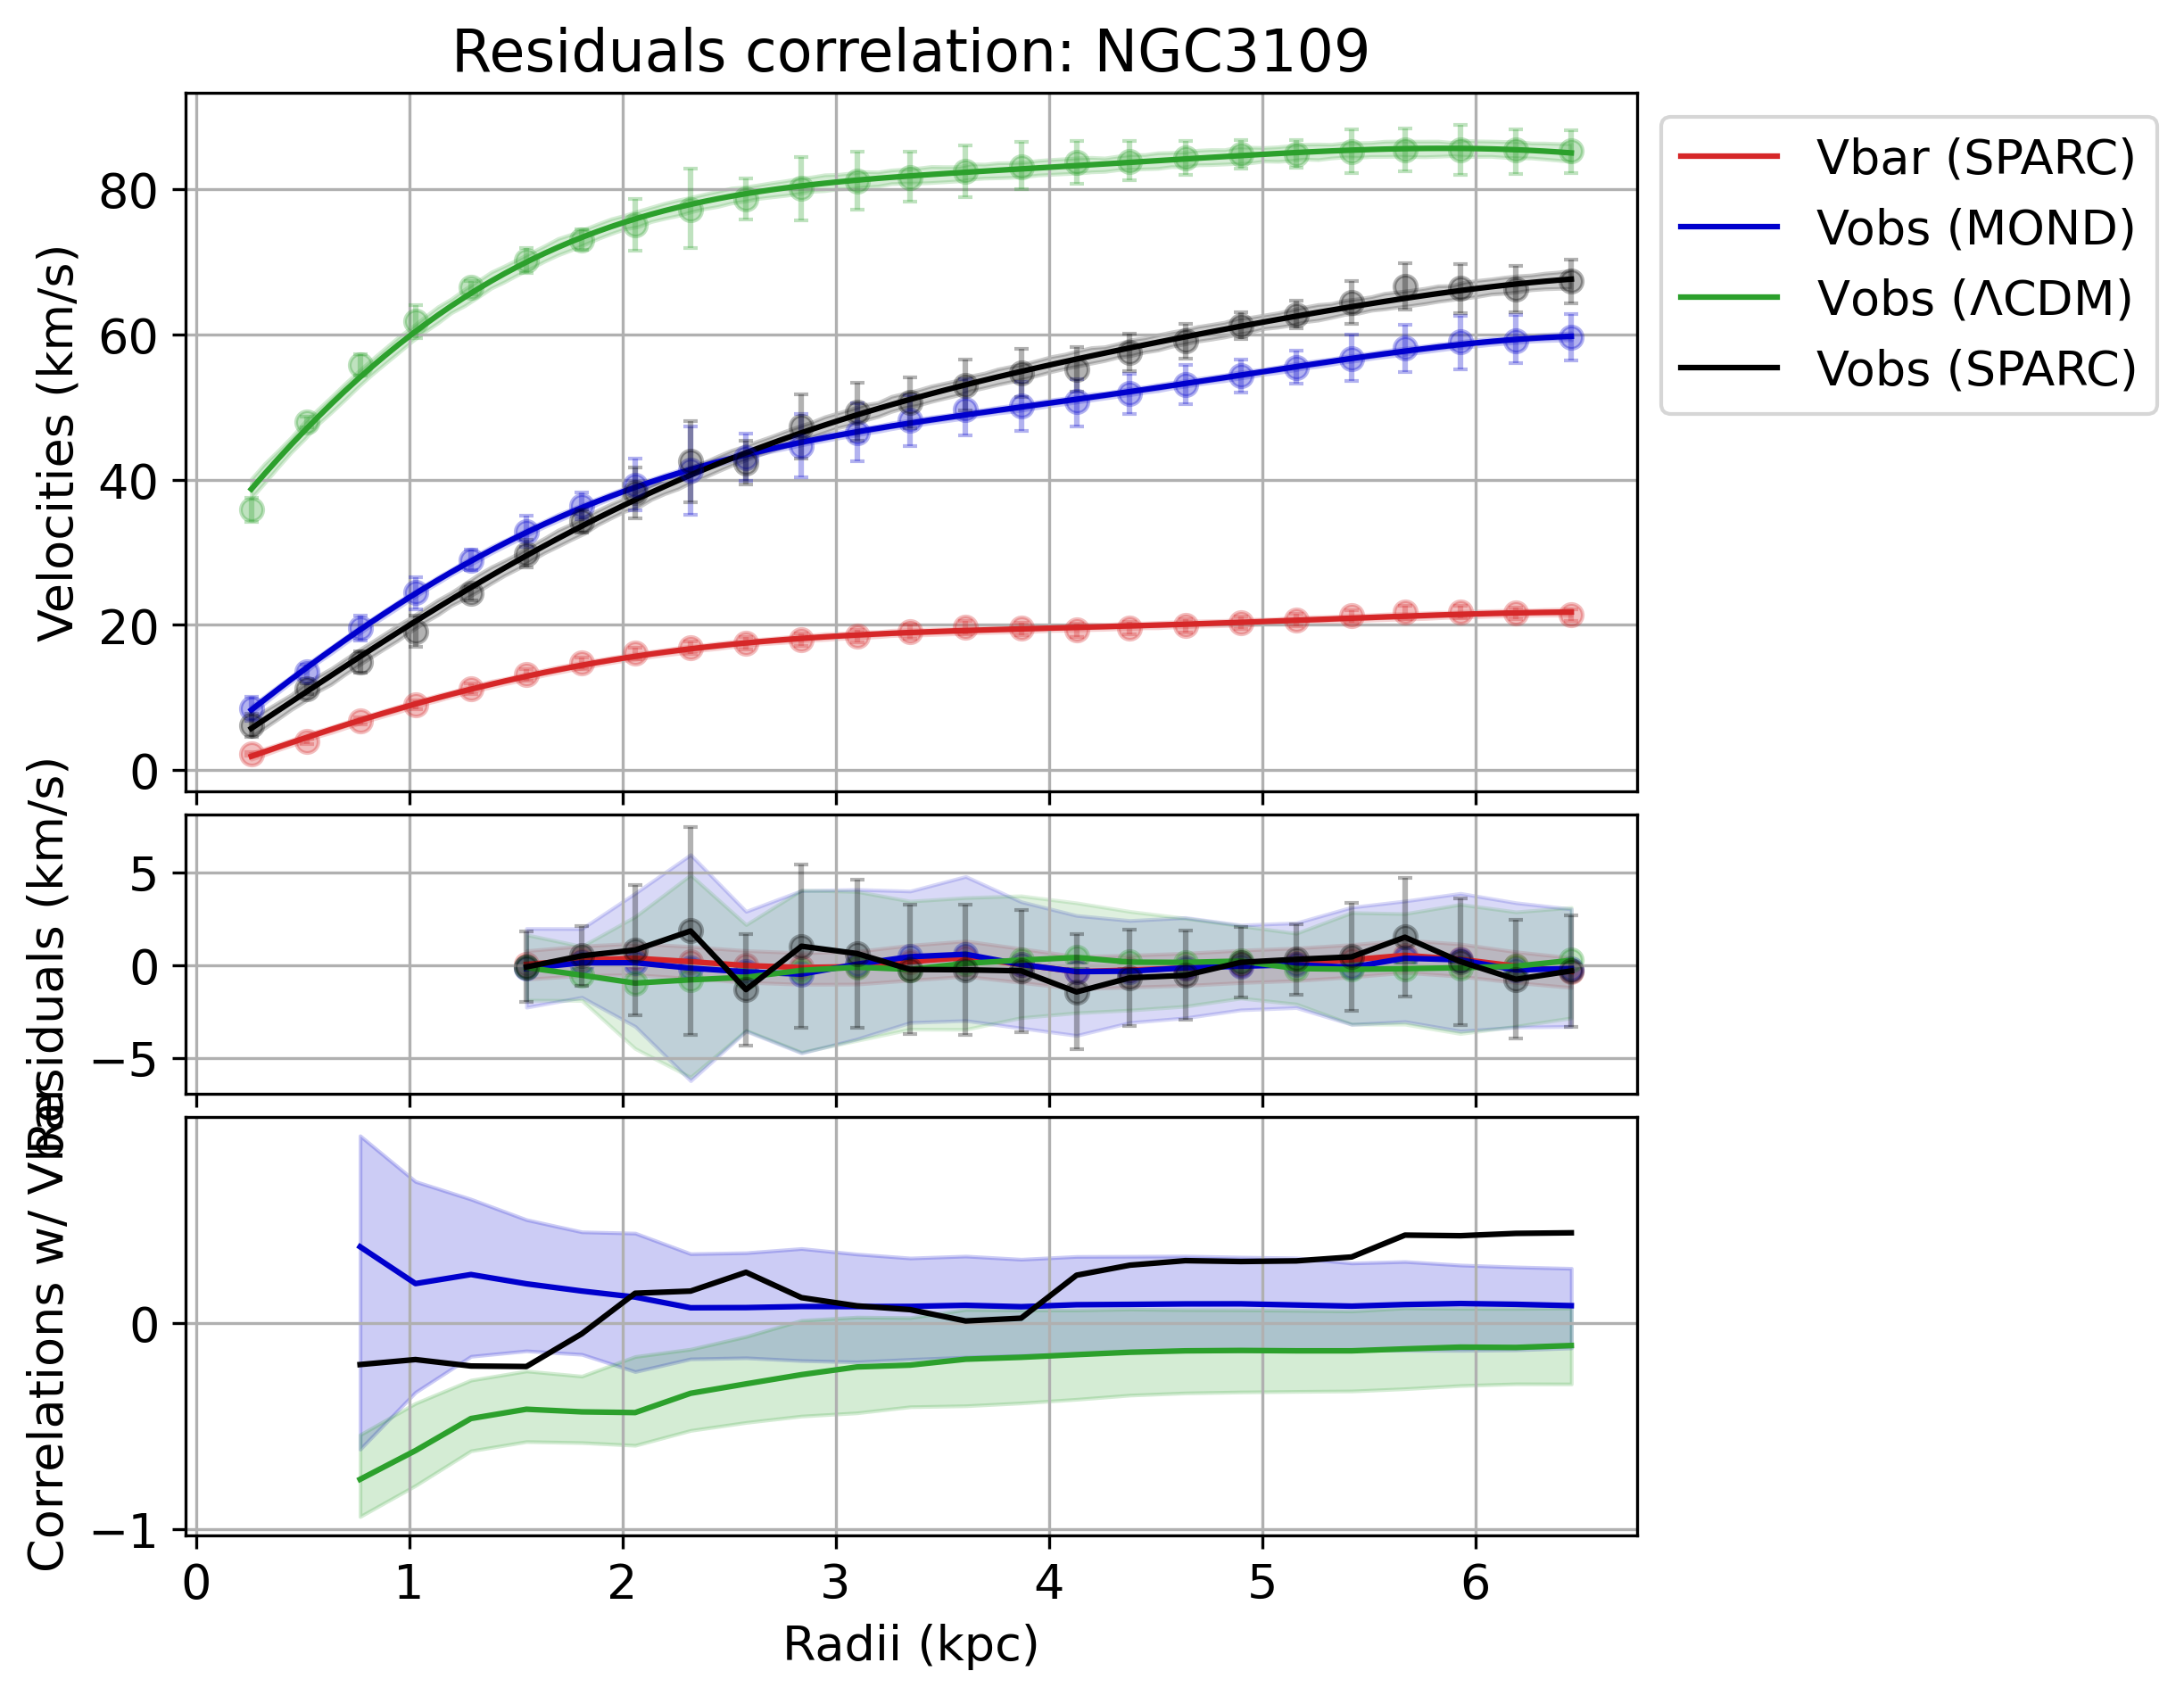 Residuals correlation: NGC3109
Velocities (km/s)
80
60
40
20
0
Vbar (SPARC)
Vobs (MOND)
Vobs (ΛCDM)
Vobs (SPARC)
Residuals (km/s)
5
0
−5
Correlations w/ Vbar
0
−1
0 1 2 3 4 5 6
Radii (kpc)